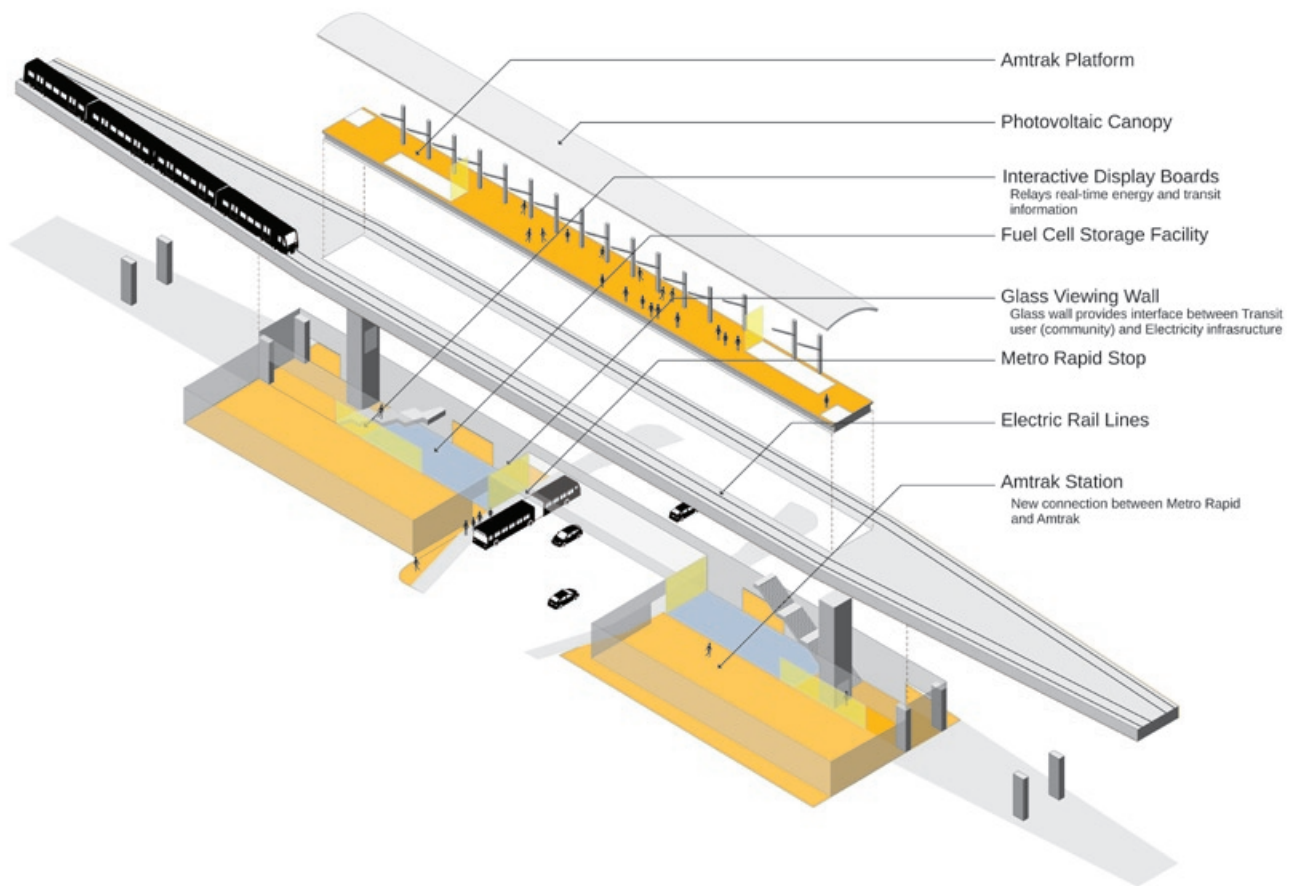 Amtrak Platform
Photovoltaic Canopy
Interactive Display Boards
Relays real-time energy and transit
information
Fuel Cell Storage Facility
Glass Viewing Wall
Glass wall provides interface between Transit
user (community) and Electricity infrasructure
Metro Rapid Stop
Electric Rail Lines
Amtrak Station
New connection between Metro Rapid
and Amtrak